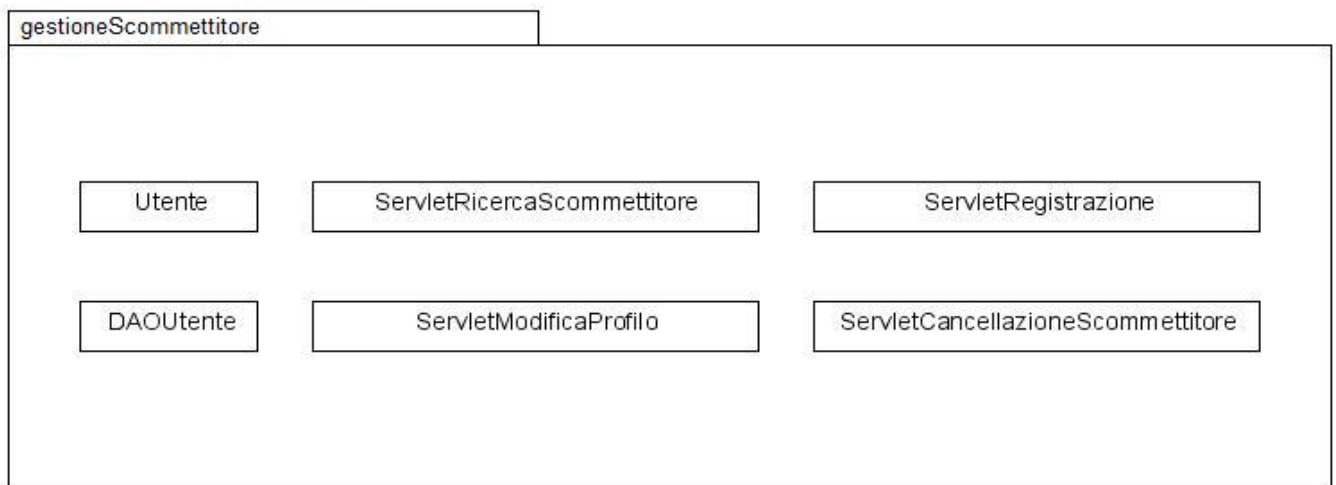 gestioneScommettitore
Utente
ServletRicercaScommettitore
ServletRegistrazione
DAOUtente
ServletModificaProfilo
ServletCancellazioneScommettitore